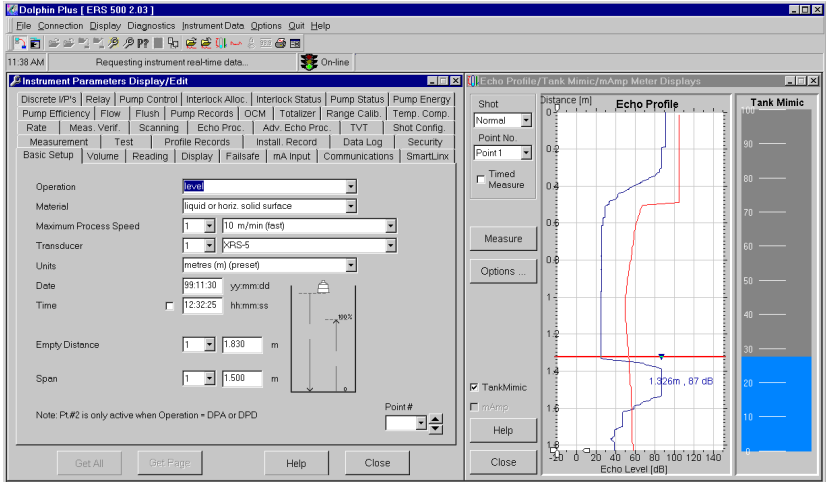 Dolphin Plus [ ERS 500 2.03 ]
File Connection Display Diagnostics Instrument Data Options Quit Help
11:38 AM Requesting instrument real-time data... On-line
Instrument Parameters Display/Edit
Discrete I/P's Relay Pump Control Interlock Alloc. Interlock Status Pump Status Pump Energy
Pump Efficiency Flow Flush Pump Records OCM Totalizer Range Calib. Temp. Comp.
Rate Meas. Verif. Scanning Echo Proc. Adv. Echo Proc. TVT Shot Config.
Measurement Test Profile Records Install. Record Data Log Security
Basic Setup Volume Reading Display Failsafe mA Input Communications SmartLinx
Operation level
Material liquid or horiz. solid surface
Maximum Process Speed 1 10 m/min (fast)
Transducer 1 XRS-5
Units metres (m) (preset)
Date 99:11:30 yy:mm:dd
Time 12:32:25 hh:mm:ss
100%
Empty Distance 1 1.830 m
Span 1 1.500 m
0
Note: Pt.#2 is only active when Operation = DPA or DPD
Point #
Get All Get Page Help Close
Echo Profile/Tank Mimic/mAmp Meter Displays
Shot
Normal
Point No.
Point 1
Timed
Measure
Measure
Options ...
TankMimic
mAmp
Help
Close
Distance [m] Echo Profile
0
0.2
0.4
0.6
0.8
1
1.2
1.4
1.6
1.8
1.326m , 87 dB
-20 0 20 40 60 80 100 120 140
Echo Level [dB]
Tank Mimic
100
90
80
70
60
50
40
30
20
10
0